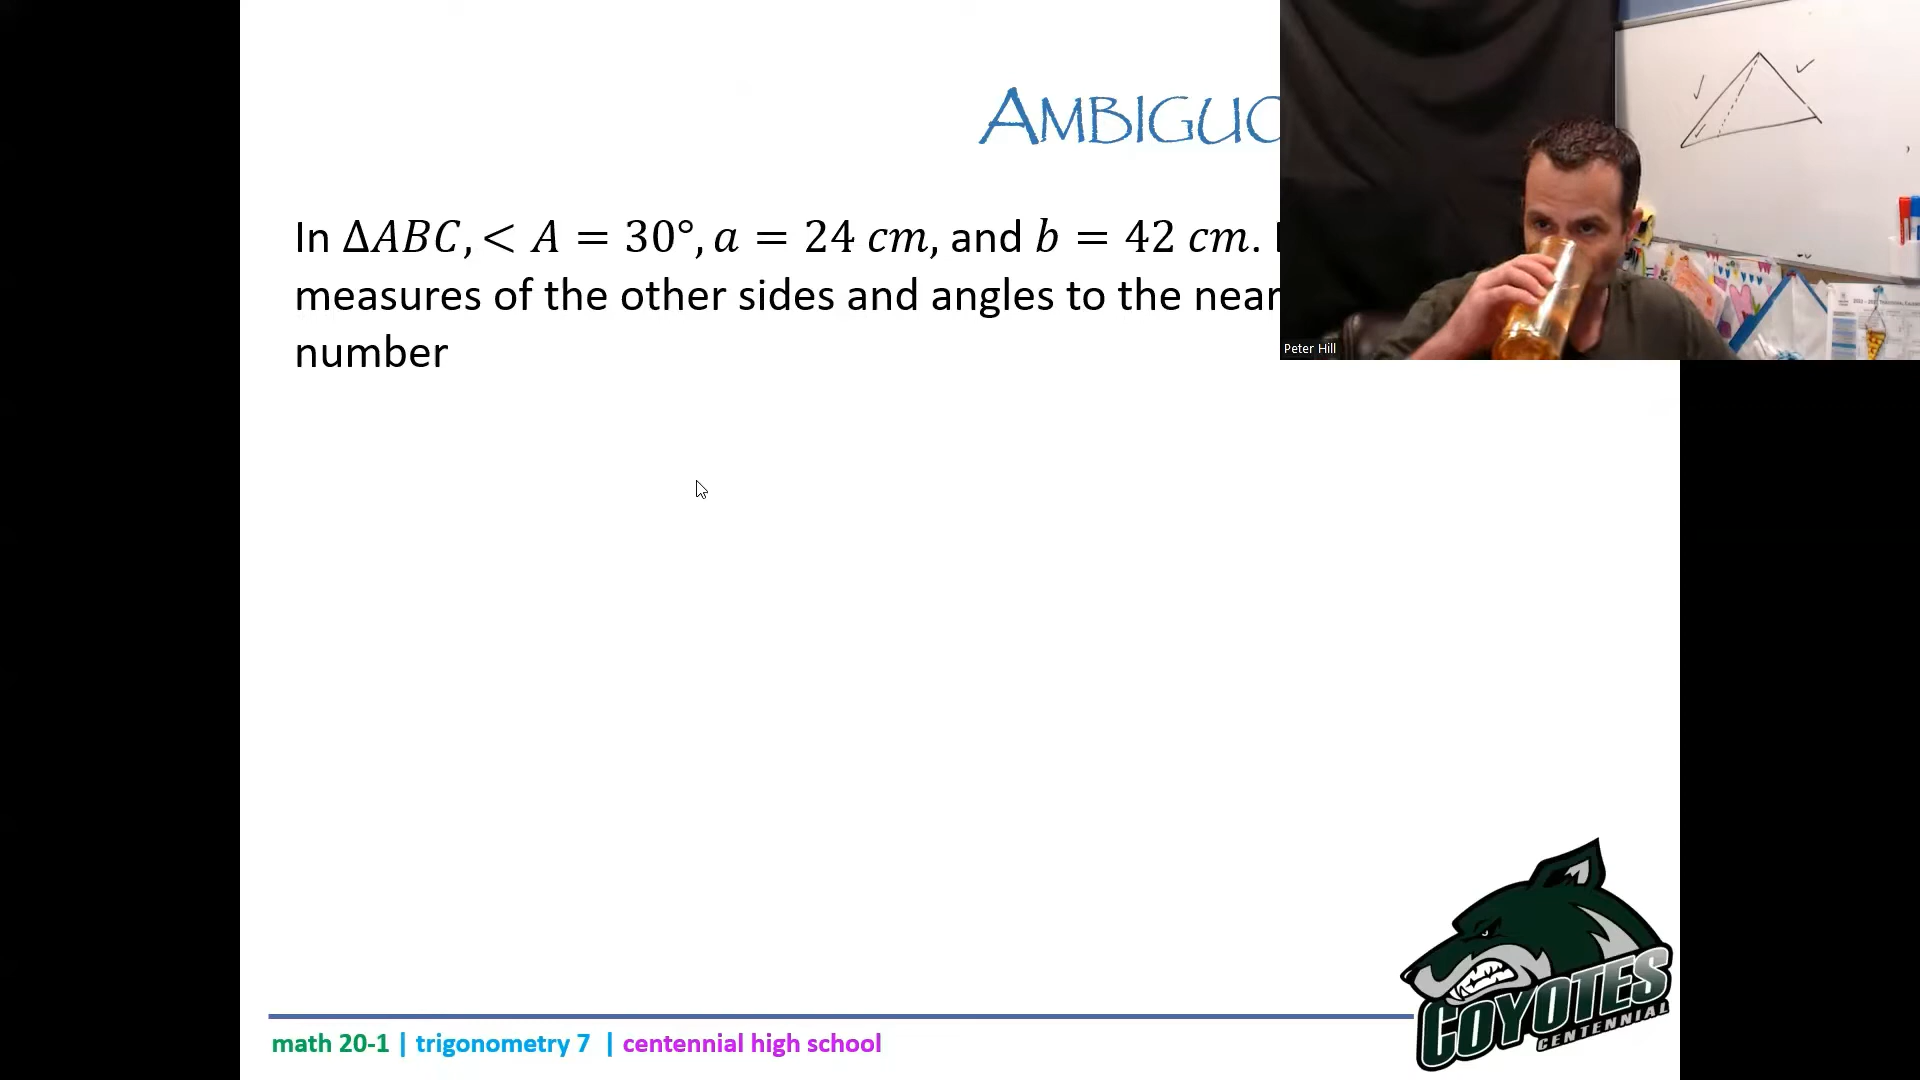 AMBIGUO
In ΔABC, < A = 30°, a = 24 cm, and b = 42 cm.
measures of the other sides and angles to the near
number
Peter Hill
COYOTES
CENTENNIAL
math 20-1 | trigonometry 7 | centennial high school